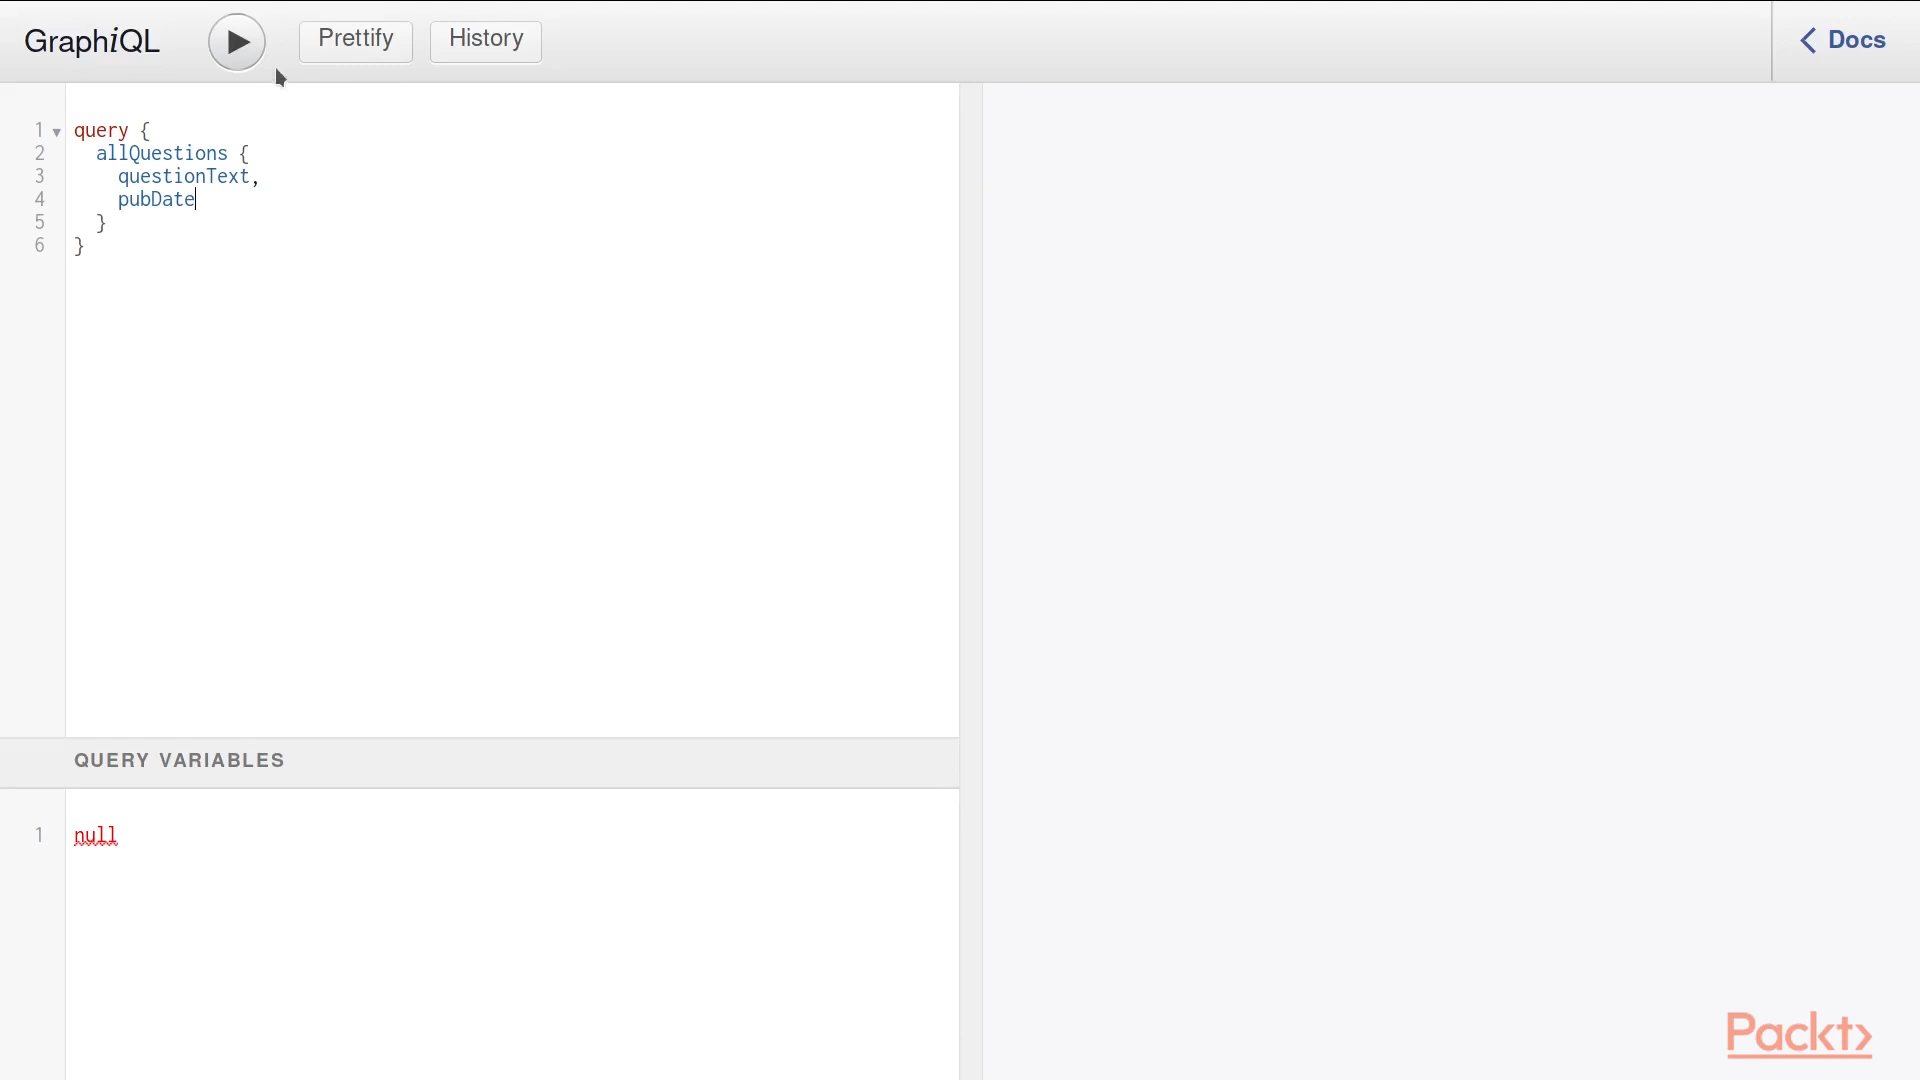 GraphiQL
Prettify
History
Docs
1 query {
2 allQuestions {
3 questionText,
4 pubDate
5 }
6 }
QUERY VARIABLES
1 null
Packt